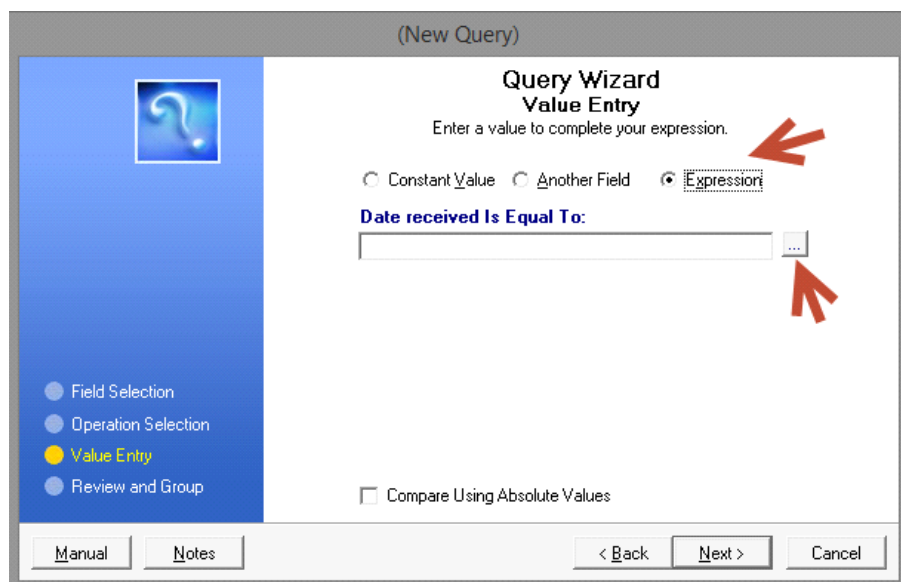 (New Query)
Query Wizard
Value Entry
Enter a value to complete your expression.
Constant Value Another Field Expression
Date received Is Equal To:
...
Field Selection
Operation Selection
Value Entry
Review and Group
Compare Using Absolute Values
Manual Notes < Back Next > Cancel